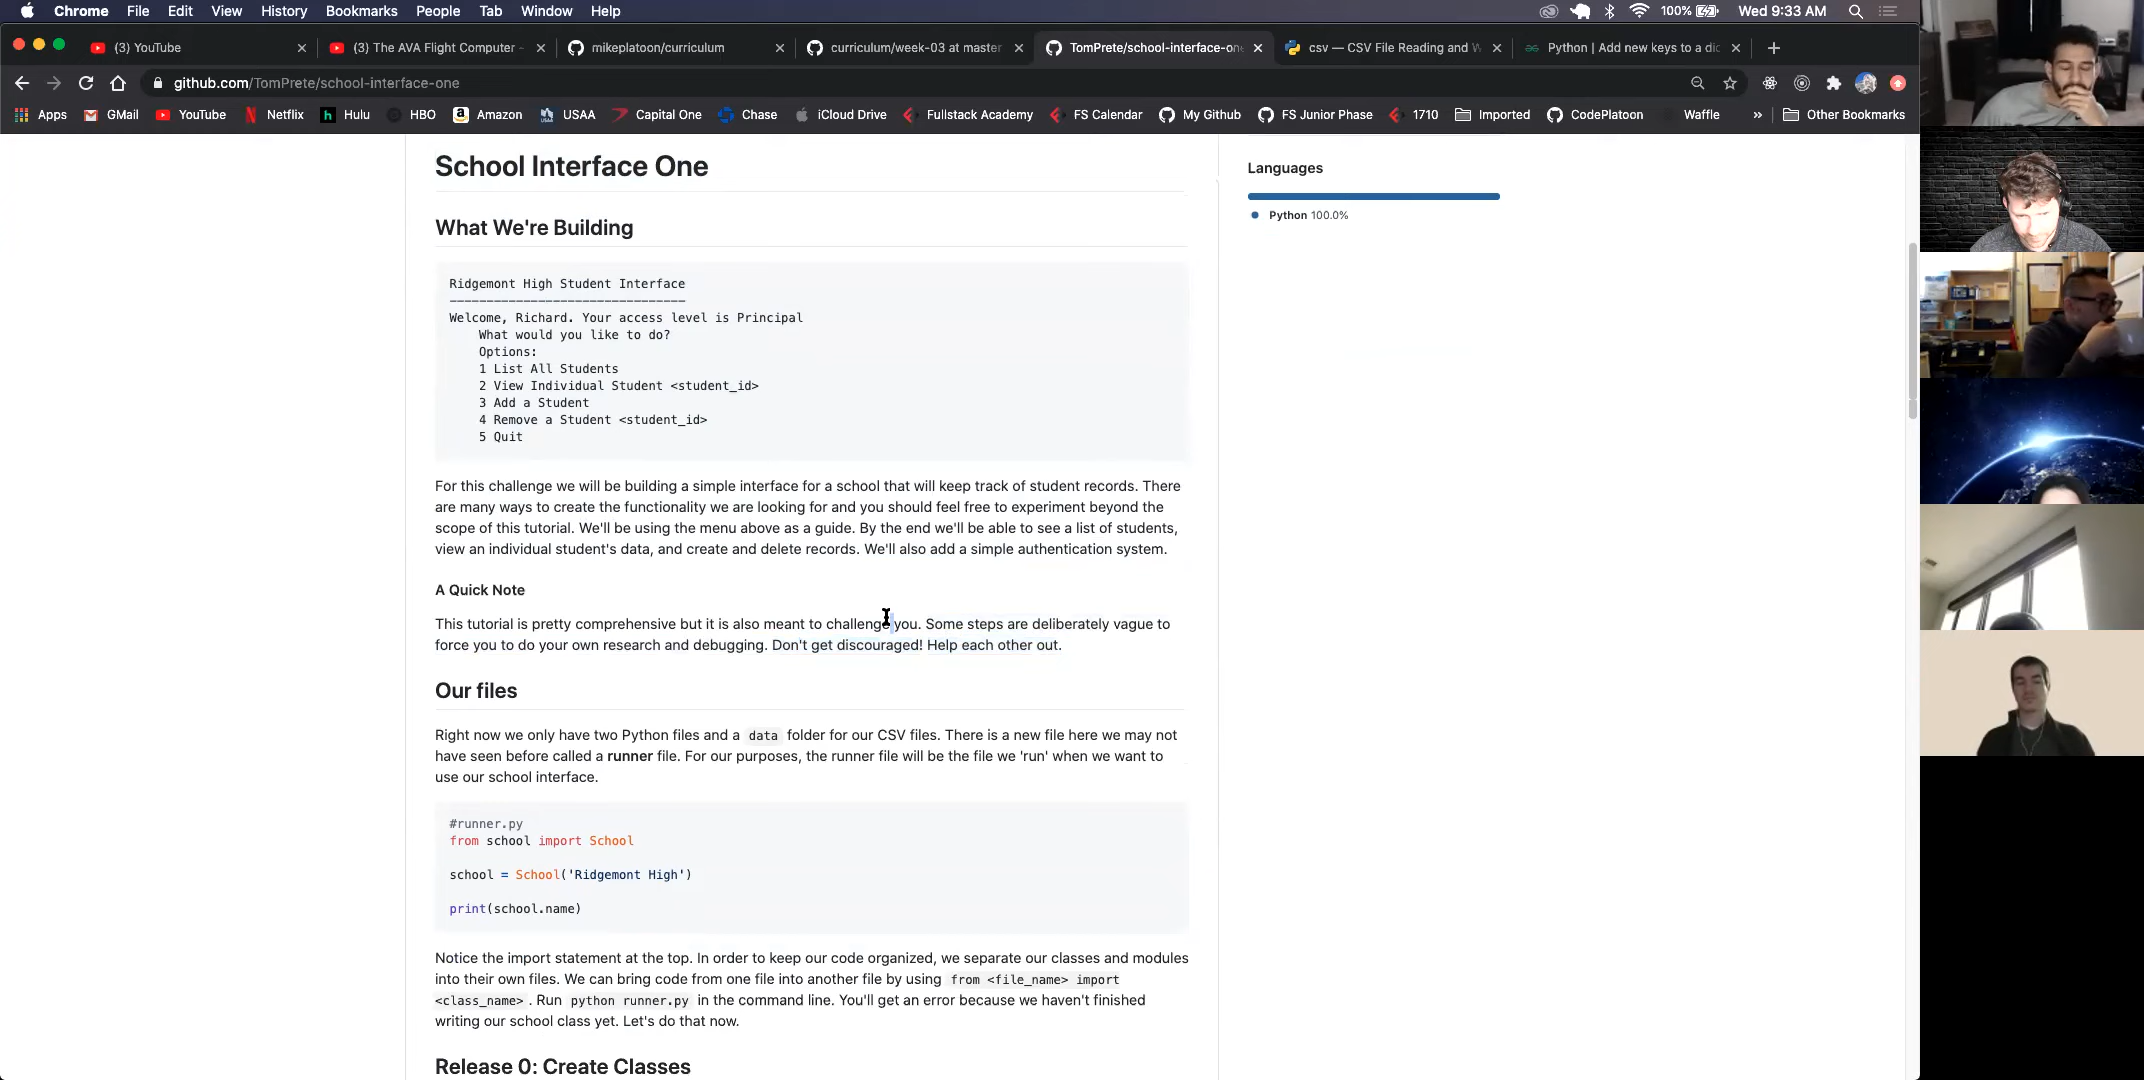 Chrome File Edit View History Bookmarks People Tab Window Help
100% Wed 9:33 AM
(3) YouTube
(3) The AVA Flight Computer -
mikeplatoon/curriculum
curriculum/week-03 at master
TomPrete/school-interface-one
csv — CSV File Reading and W
Python | Add new keys to a dic
github.com/TomPrete/school-interface-one
Apps GMail YouTube Netflix Hulu HBO Amazon USAA Capital One Chase iCloud Drive Fullstack Academy FS Calendar My Github FS Junior Phase 1710 Imported CodePlatoon Waffle » Other Bookmarks
School Interface One
What We're Building
Ridgemont High Student Interface
--------------------------------
Welcome, Richard. Your access level is Principal
What would you like to do?
Options:
1 List All Students
2 View Individual Student <student_id>
3 Add a Student
4 Remove a Student <student_id>
5 Quit
For this challenge we will be building a simple interface for a school that will keep track of student records. There
are many ways to create the functionality we are looking for and you should feel free to experiment beyond the
scope of this tutorial. We'll be using the menu above as a guide. By the end we'll be able to see a list of students,
view an individual student's data, and create and delete records. We'll also add a simple authentication system.
A Quick Note
This tutorial is pretty comprehensive but it is also meant to challenge you. Some steps are deliberately vague to
force you to do your own research and debugging. Don't get discouraged! Help each other out.
Our files
Right now we only have two Python files and a data folder for our CSV files. There is a new file here we may not
have seen before called a runner file. For our purposes, the runner file will be the file we 'run' when we want to
use our school interface.
#runner.py
from school import School
school = School('Ridgemont High')
print(school.name)
Notice the import statement at the top. In order to keep our code organized, we separate our classes and modules
into their own files. We can bring code from one file into another file by using from <file_name> import
<class_name> . Run python runner.py in the command line. You'll get an error because we haven't finished
writing our school class yet. Let's do that now.
Release 0: Create Classes
Languages
Python 100.0%